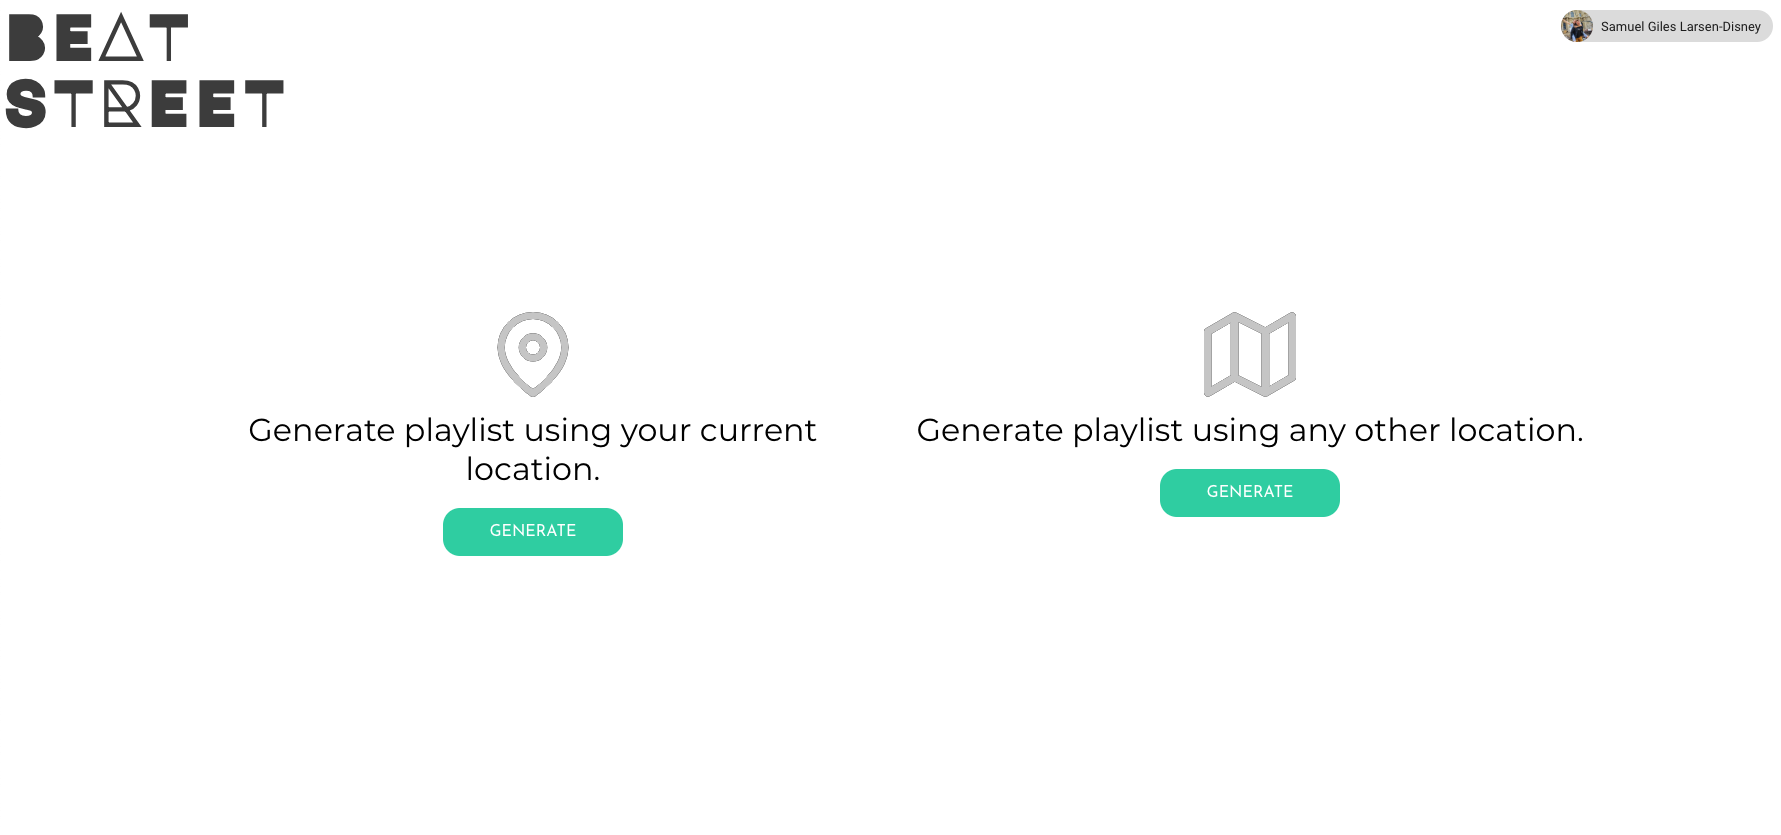 BEAT
STREET
Samuel Giles Larsen-Disney
Generate playlist using your current
location.
GENERATE
Generate playlist using any other location.
GENERATE